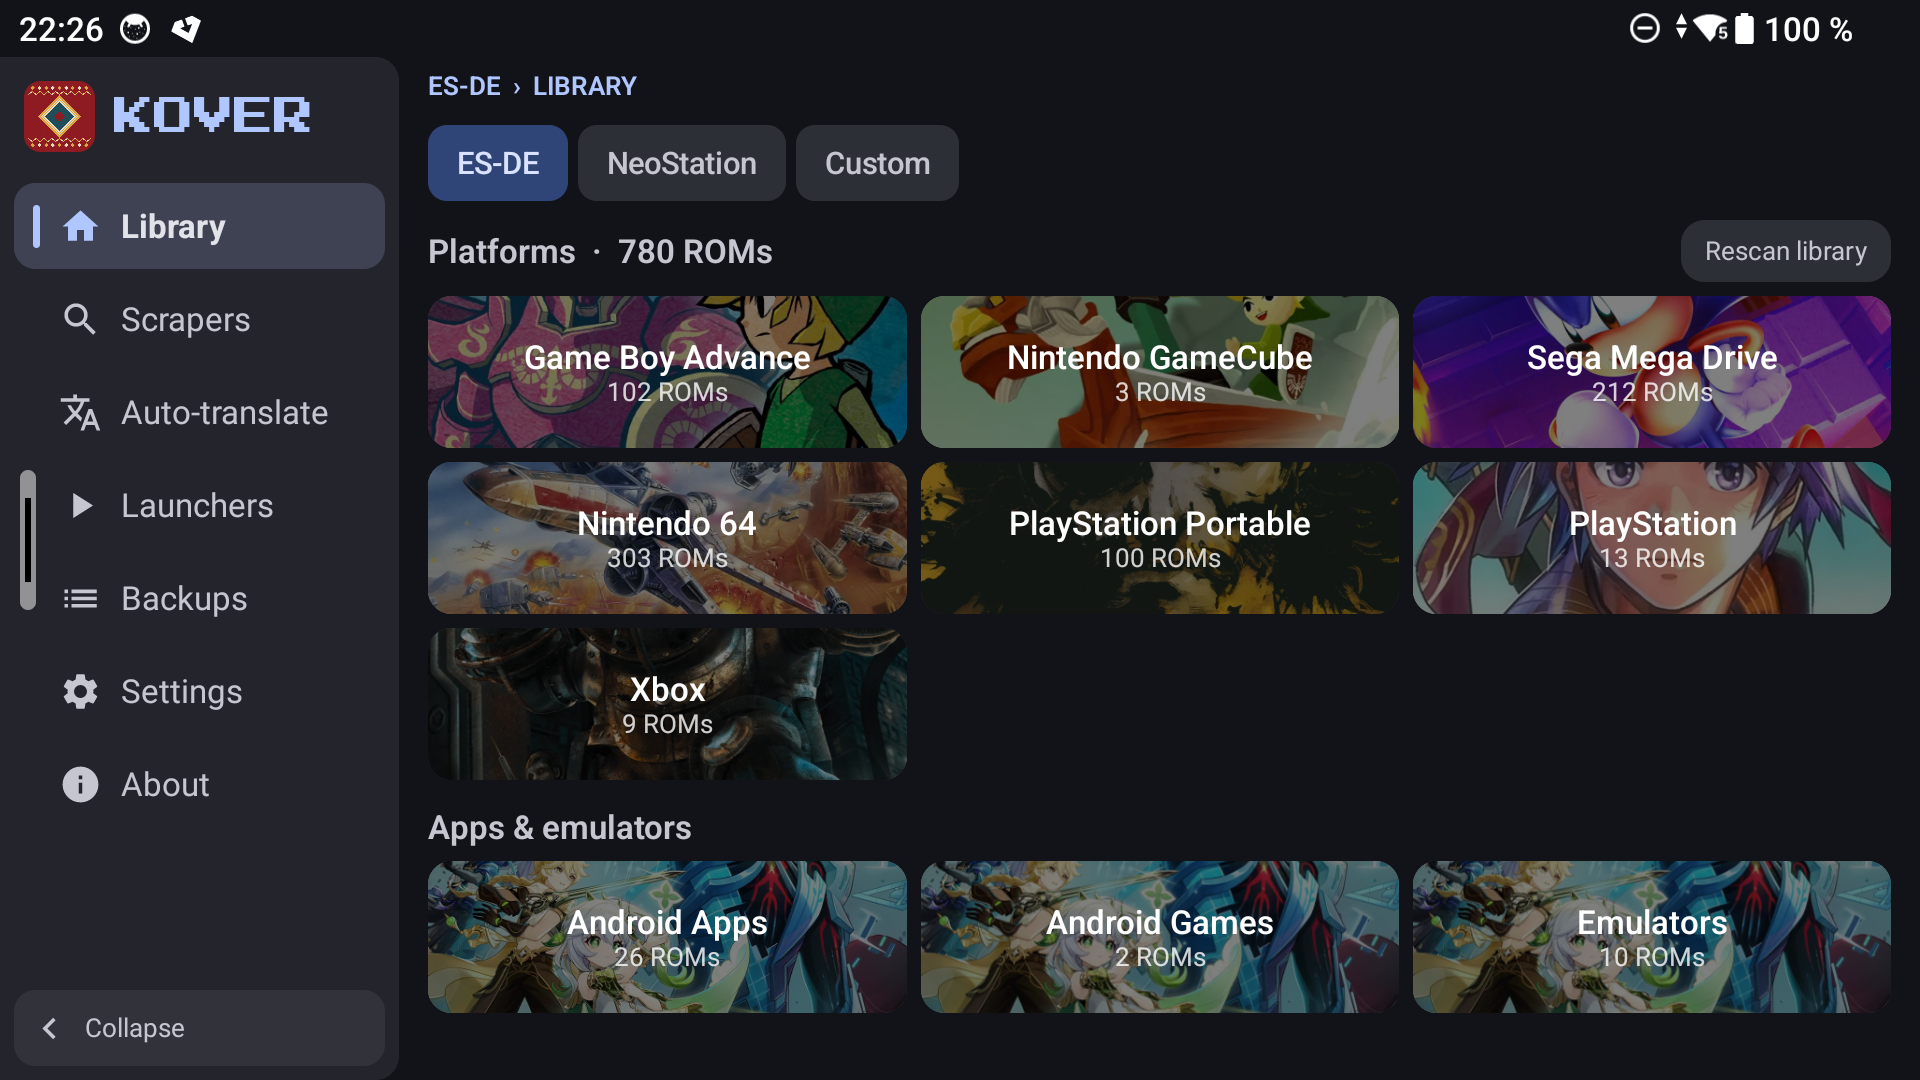 22:26
5 100 %
KOVER
Library
Scrapers
Auto-translate
Launchers
Backups
Settings
About
Collapse
ES-DE › LIBRARY
ES-DE
NeoStation
Custom
Platforms · 780 ROMs
Rescan library
Game Boy Advance
102 ROMs
Nintendo GameCube
3 ROMs
Sega Mega Drive
212 ROMs
Nintendo 64
303 ROMs
PlayStation Portable
100 ROMs
PlayStation
13 ROMs
Xbox
9 ROMs
Apps & emulators
Android Apps
26 ROMs
Android Games
2 ROMs
Emulators
10 ROMs